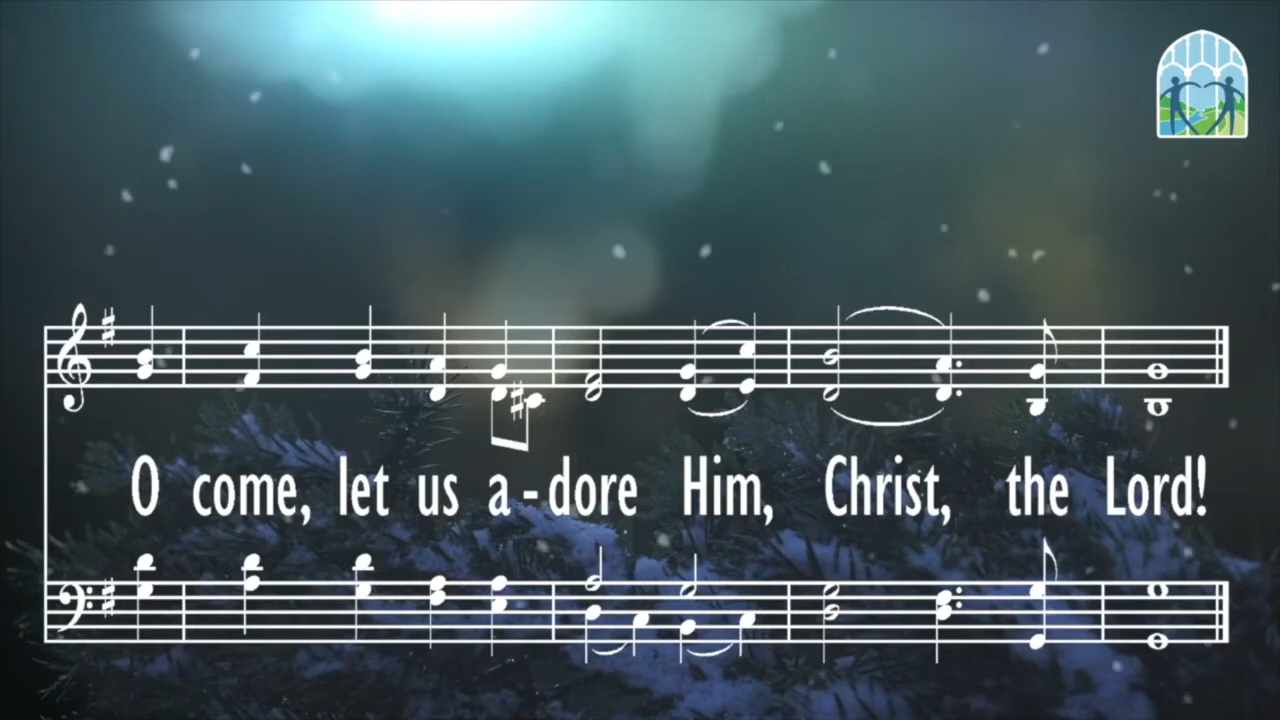 O come, let us a-dore Him, Christ, the Lord!